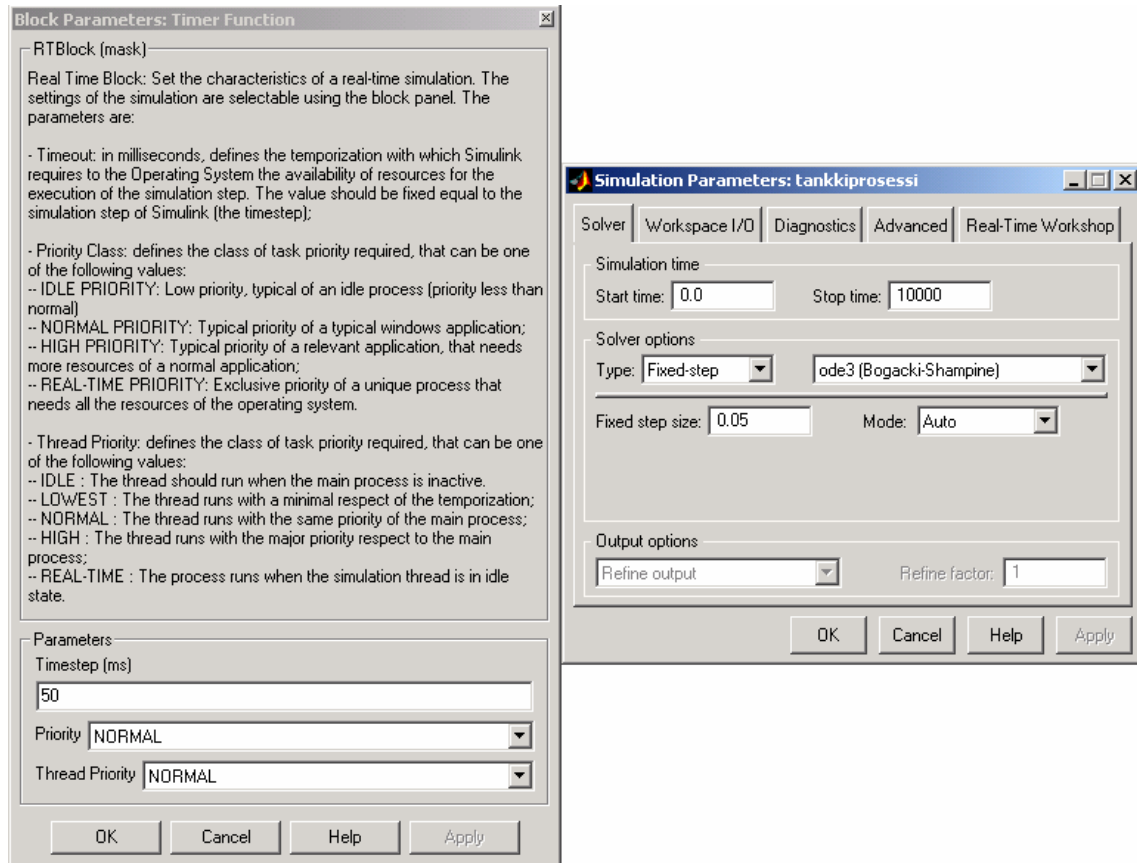 Block Parameters: Timer Function
RTBlock (mask)
Real Time Block: Set the characteristics of a real-time simulation. The
settings of the simulation are selectable using the block panel. The
parameters are:
- Timeout: in milliseconds, defines the temporization with which Simulink
requires to the Operating System the availability of resources for the
execution of the simulation step. The value should be fixed equal to the
simulation step of Simulink (the timestep);
- Priority Class: defines the class of task priority required, that can be one
of the following values:
-- IDLE PRIORITY: Low priority, typical of an idle process (priority less than
normal)
-- NORMAL PRIORITY: Typical priority of a typical windows application;
-- HIGH PRIORITY: Typical priority of a relevant application, that needs
more resources of a normal application;
-- REAL-TIME PRIORITY: Exclusive priority of a unique process that
needs all the resources of the operating system.
- Thread Priority: defines the class of task priority required, that can be one
of the following values:
-- IDLE : The thread should run when the main process is inactive.
-- LOWEST : The thread runs with a minimal respect of the temporization;
-- NORMAL : The thread runs with the same priority of the main process;
-- HIGH : The thread runs with the major priority respect to the main
process;
-- REAL-TIME : The process runs when the simulation thread is in idle
state.
Parameters
Timestep (ms)
50
Priority NORMAL
Thread Priority NORMAL
OK Cancel Help Apply
Simulation Parameters: tankkiprosessi
Solver Workspace I/O Diagnostics Advanced Real-Time Workshop
Simulation time
Start time: 0.0 Stop time: 10000
Solver options
Type: Fixed-step ode3 (Bogacki-Shampine)
Fixed step size: 0.05 Mode: Auto
Output options
Refine output Refine factor: 1
OK Cancel Help Apply